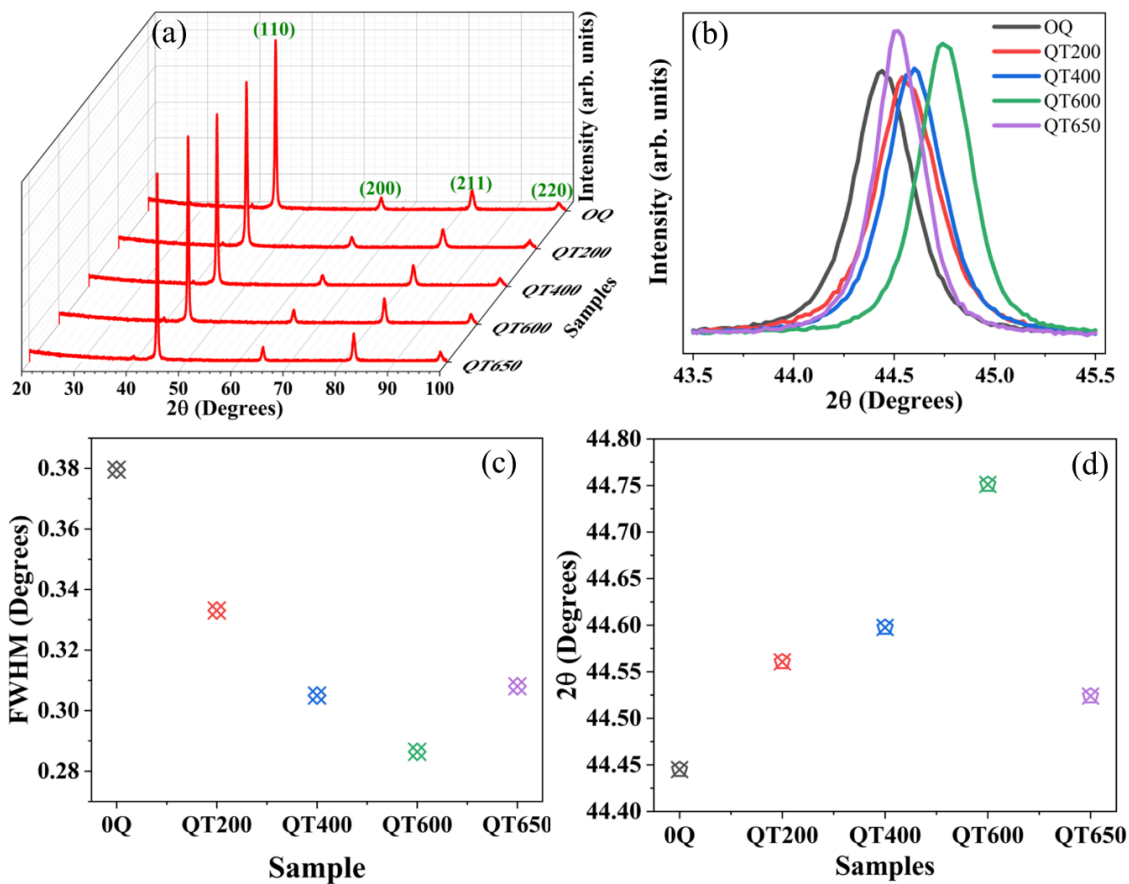 (a)
(110)
(200)
(211)
(220)
Intensity (arb. units)
OQ
QT200
QT400
QT600
QT650
Samples
20 30 40 50 60 70 80 90 100
2θ (Degrees)
(b)
OQ
QT200
QT400
QT600
QT650
Intensity (arb. units)
43.5 44.0 44.5 45.0 45.5
2θ (Degrees)
(c)
0.38
0.36
0.34
0.32
0.30
0.28
FWHM (Degrees)
0Q QT200 QT400 QT600 QT650
Sample
(d)
44.80
44.75
44.70
44.65
44.60
44.55
44.50
44.45
44.40
2θ (Degrees)
0Q QT200 QT400 QT600 QT650
Samples